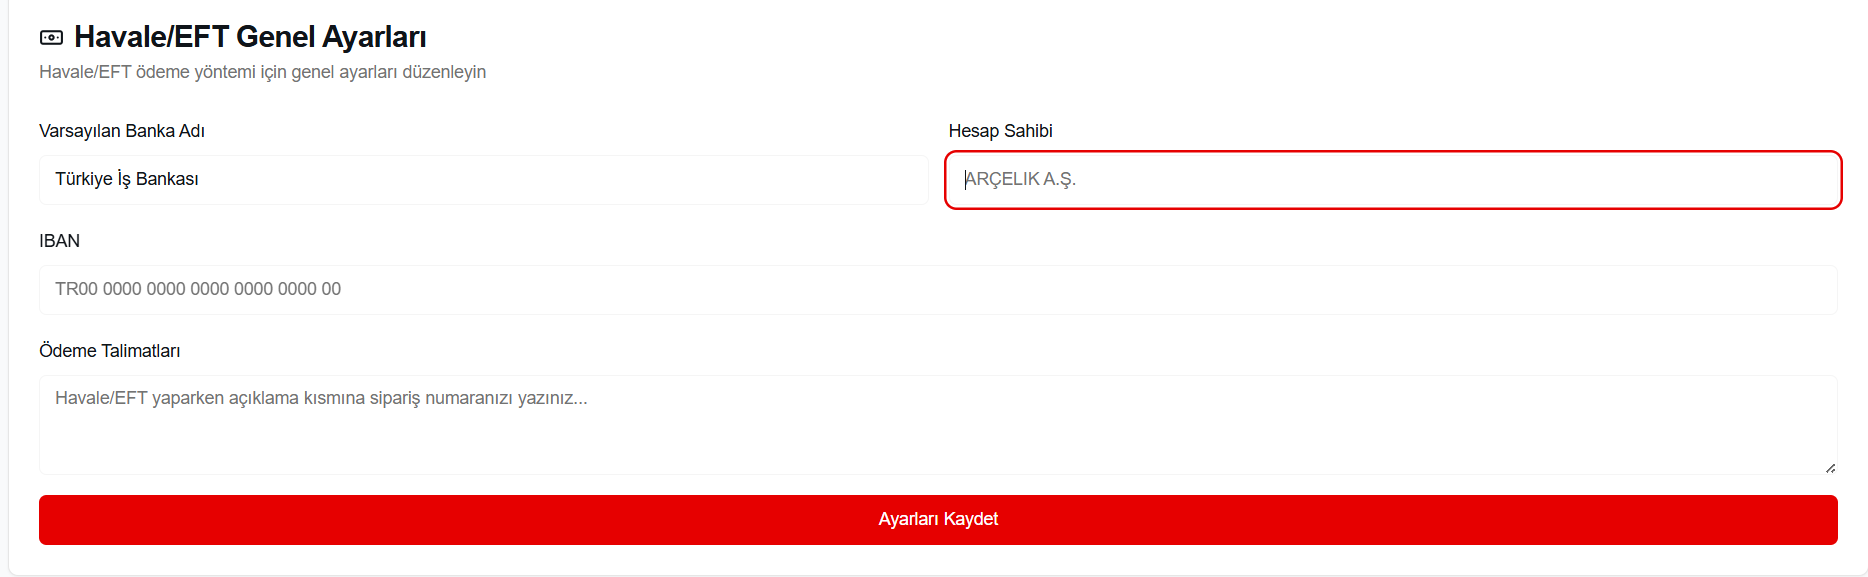 Havale/EFT Genel Ayarları
Havale/EFT ödeme yöntemi için genel ayarları düzenleyin
Varsayılan Banka Adı
Hesap Sahibi
Türkiye İş Bankası
ARÇELIK A.Ş.
IBAN
TR00 0000 0000 0000 0000 0000 00
Ödeme Talimatları
Havale/EFT yaparken açıklama kısmına sipariş numaranızı yazınız...
Ayarları Kaydet